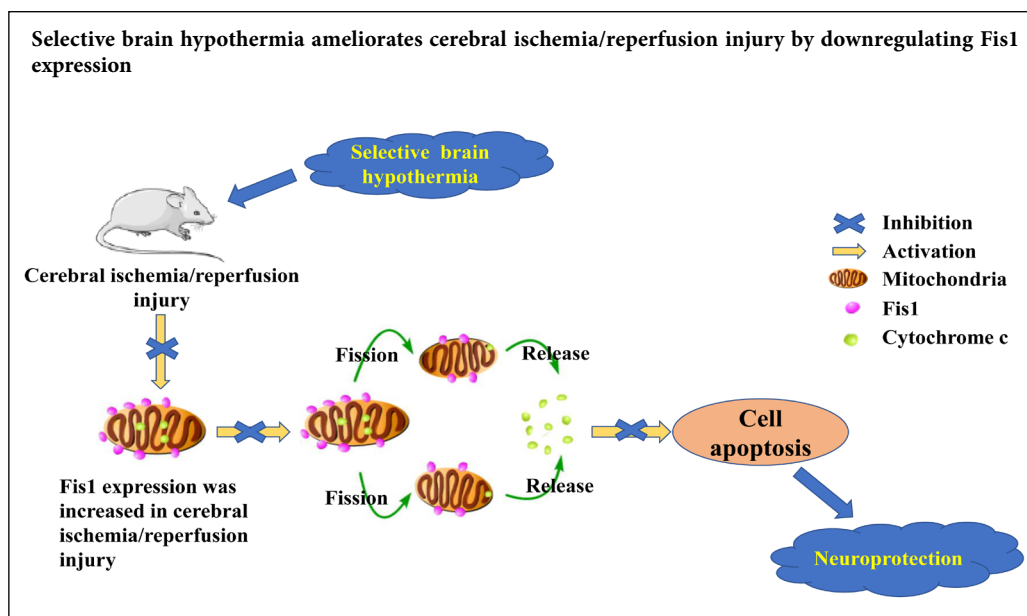 Selective brain hypothermia ameliorates cerebral ischemia/reperfusion injury by downregulating Fis1
expression
Selective brain
hypothermia
Cerebral ischemia/reperfusion
injury
Inhibition
Activation
Mitochondria
Fis1
Cytochrome c
Fission
Release
Fission
Release
Cell
apoptosis
Fis1 expression was
increased in cerebral
ischemia/reperfusion
injury
Neuroprotection